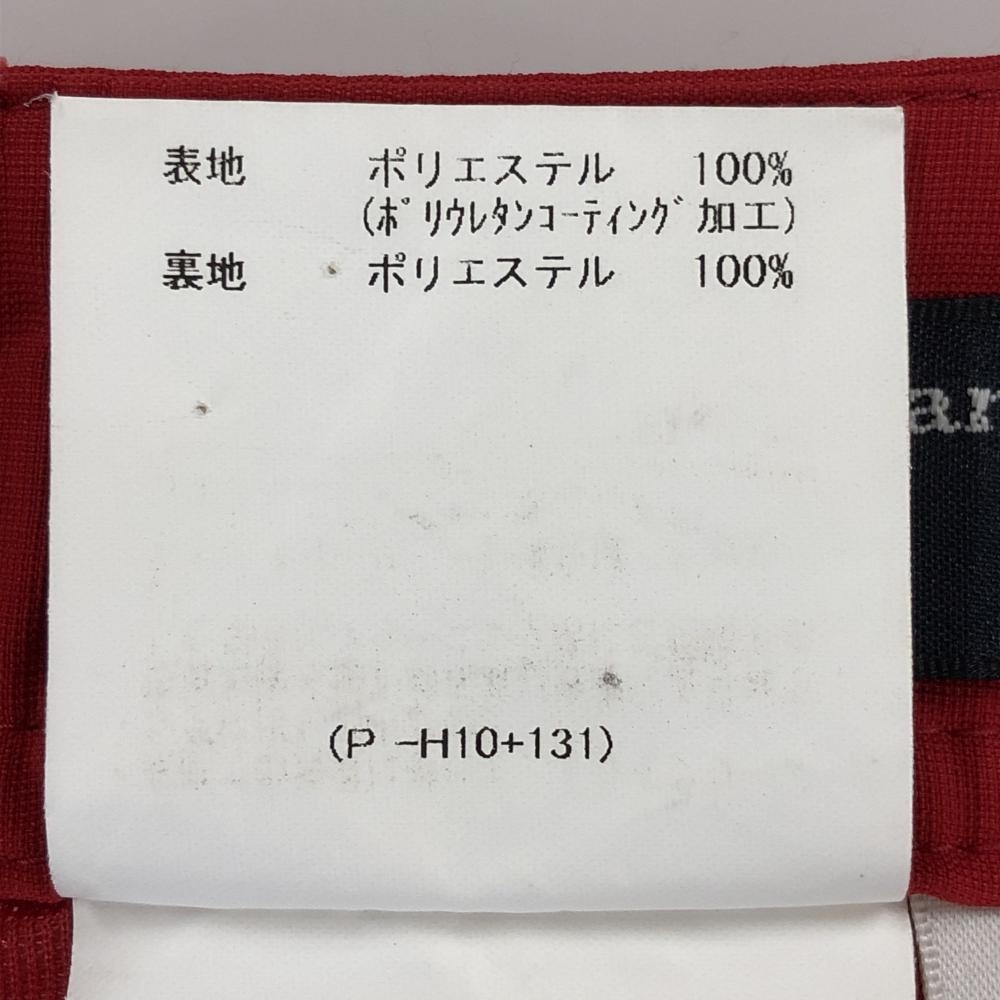 表地 ポリエステル 100%
(ポリウレタンコーティング加工)
裏地 ポリエステル 100%
(P -H10+131)